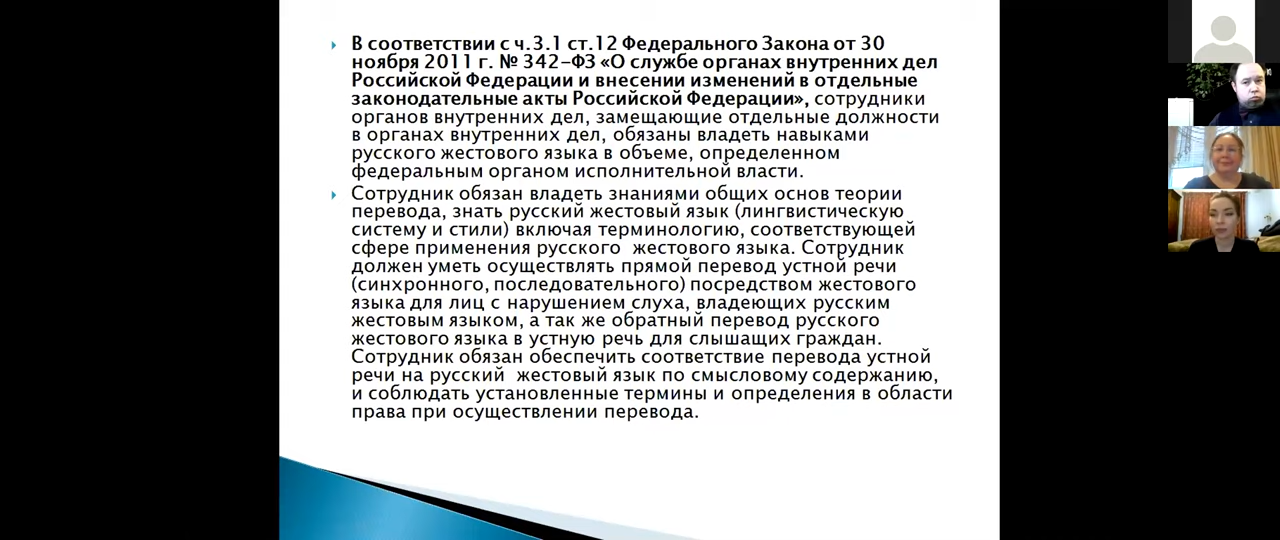 В соответствии с ч.3.1 ст.12 Федерального Закона от 30
ноября 2011 г. № 342-ФЗ «О службе органах внутренних дел
Российской Федерации и внесении изменений в отдельные
законодательные акты Российской Федерации», сотрудники
органов внутренних дел, замещающие отдельные должности
в органах внутренних дел, обязаны владеть навыками
русского жестового языка в объеме, определенном
федеральным органом исполнительной власти.
Сотрудник обязан владеть знаниями общих основ теории
перевода, знать русский жестовый язык (лингвистическую
систему и стили) включая терминологию, соответствующей
сфере применения русского жестового языка. Сотрудник
должен уметь осуществлять прямой перевод устной речи
(синхронного, последовательного) посредством жестового
языка для лиц с нарушением слуха, владеющих русским
жестовым языком, а так же обратный перевод русского
жестового языка в устную речь для слышащих граждан.
Сотрудник обязан обеспечить соответствие перевода устной
речи на русский жестовый язык по смысловому содержанию,
и соблюдать установленные термины и определения в области
права при осуществлении перевода.